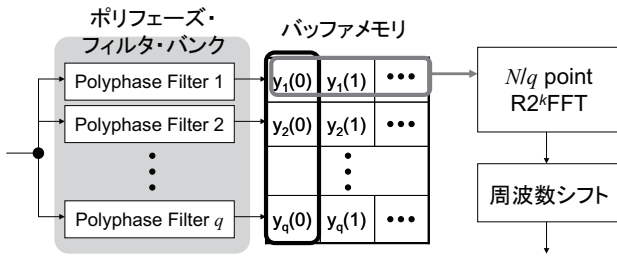 ポリフェーズ・
フィルタ・バンク
バッファメモリ
Polyphase Filter 1
y₁(0) y₁(1) •••
N/q point
R2ᵏFFT
Polyphase Filter 2
y₂(0) y₂(1) •••
周波数シフト
Polyphase Filter q
y_q(0) y_q(1) •••